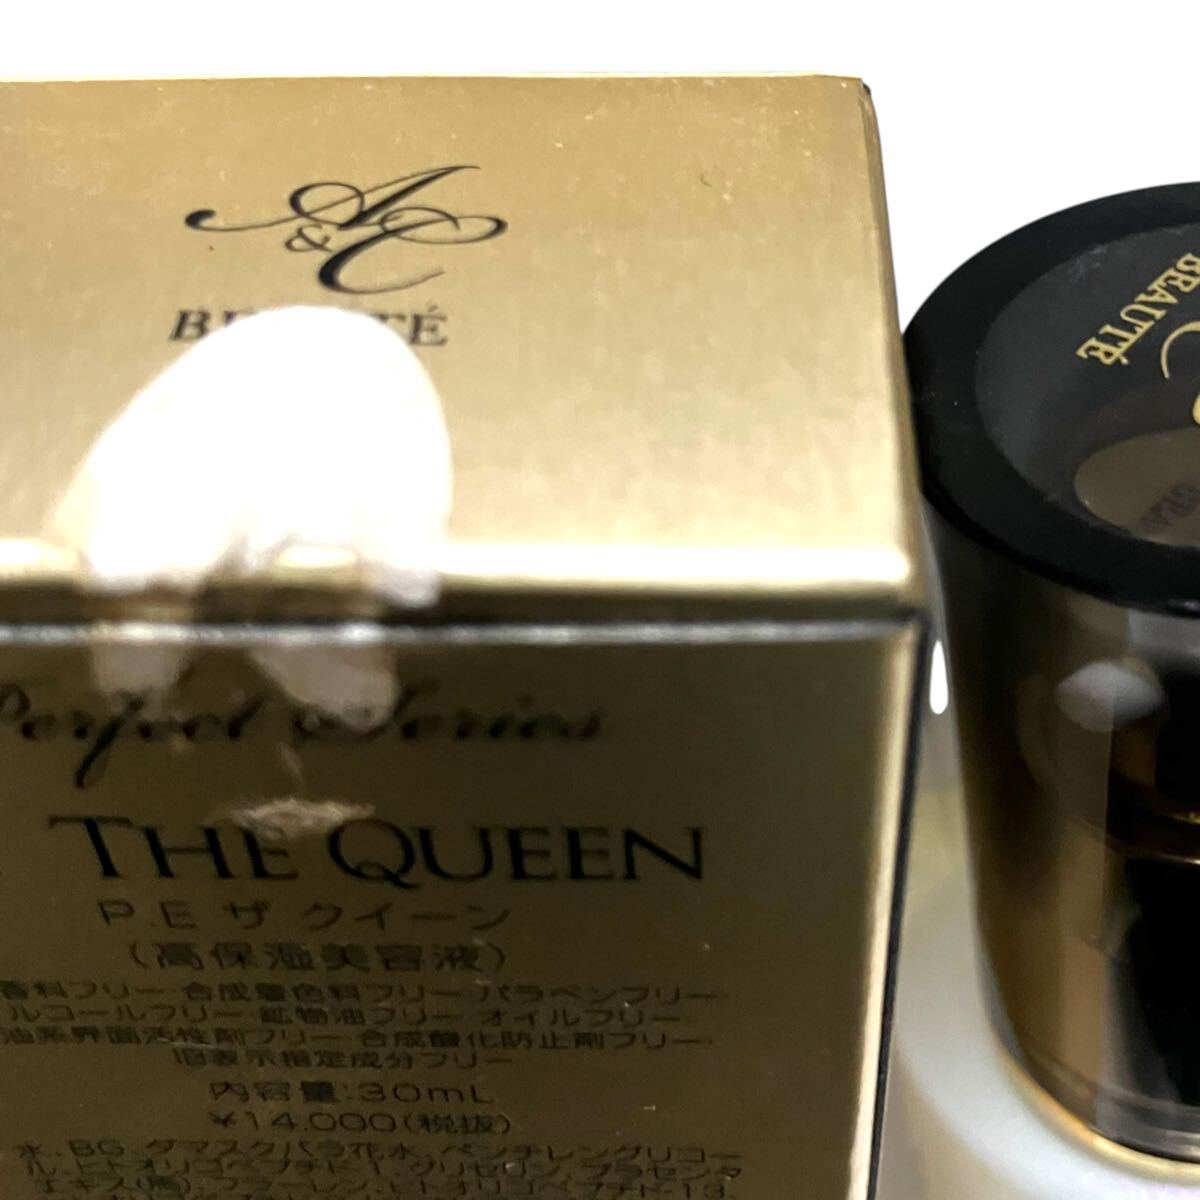 A&C
BEAUTÉ
Perfect Series
THE QUEEN
P.E ザ クイーン
(高保湿美容液)
香料フリー・合成着色料フリー・パラベンフリー・
ルコールフリー・鉱物油フリー・オイルフリー・
油系界面活性剤フリー・合成酸化防止剤フリー・
旧表示指定成分フリー
内容量:30mL
¥14,000(税抜)
水、BG、ダマスクバラ花水、ペンチレングリコー
ル、ヒトオリゴペプチド-1、グリセリン、プラセンタ
エキス(馬)、フラーレン、ヒトオリゴペプチド-13、
BEAUTÉ